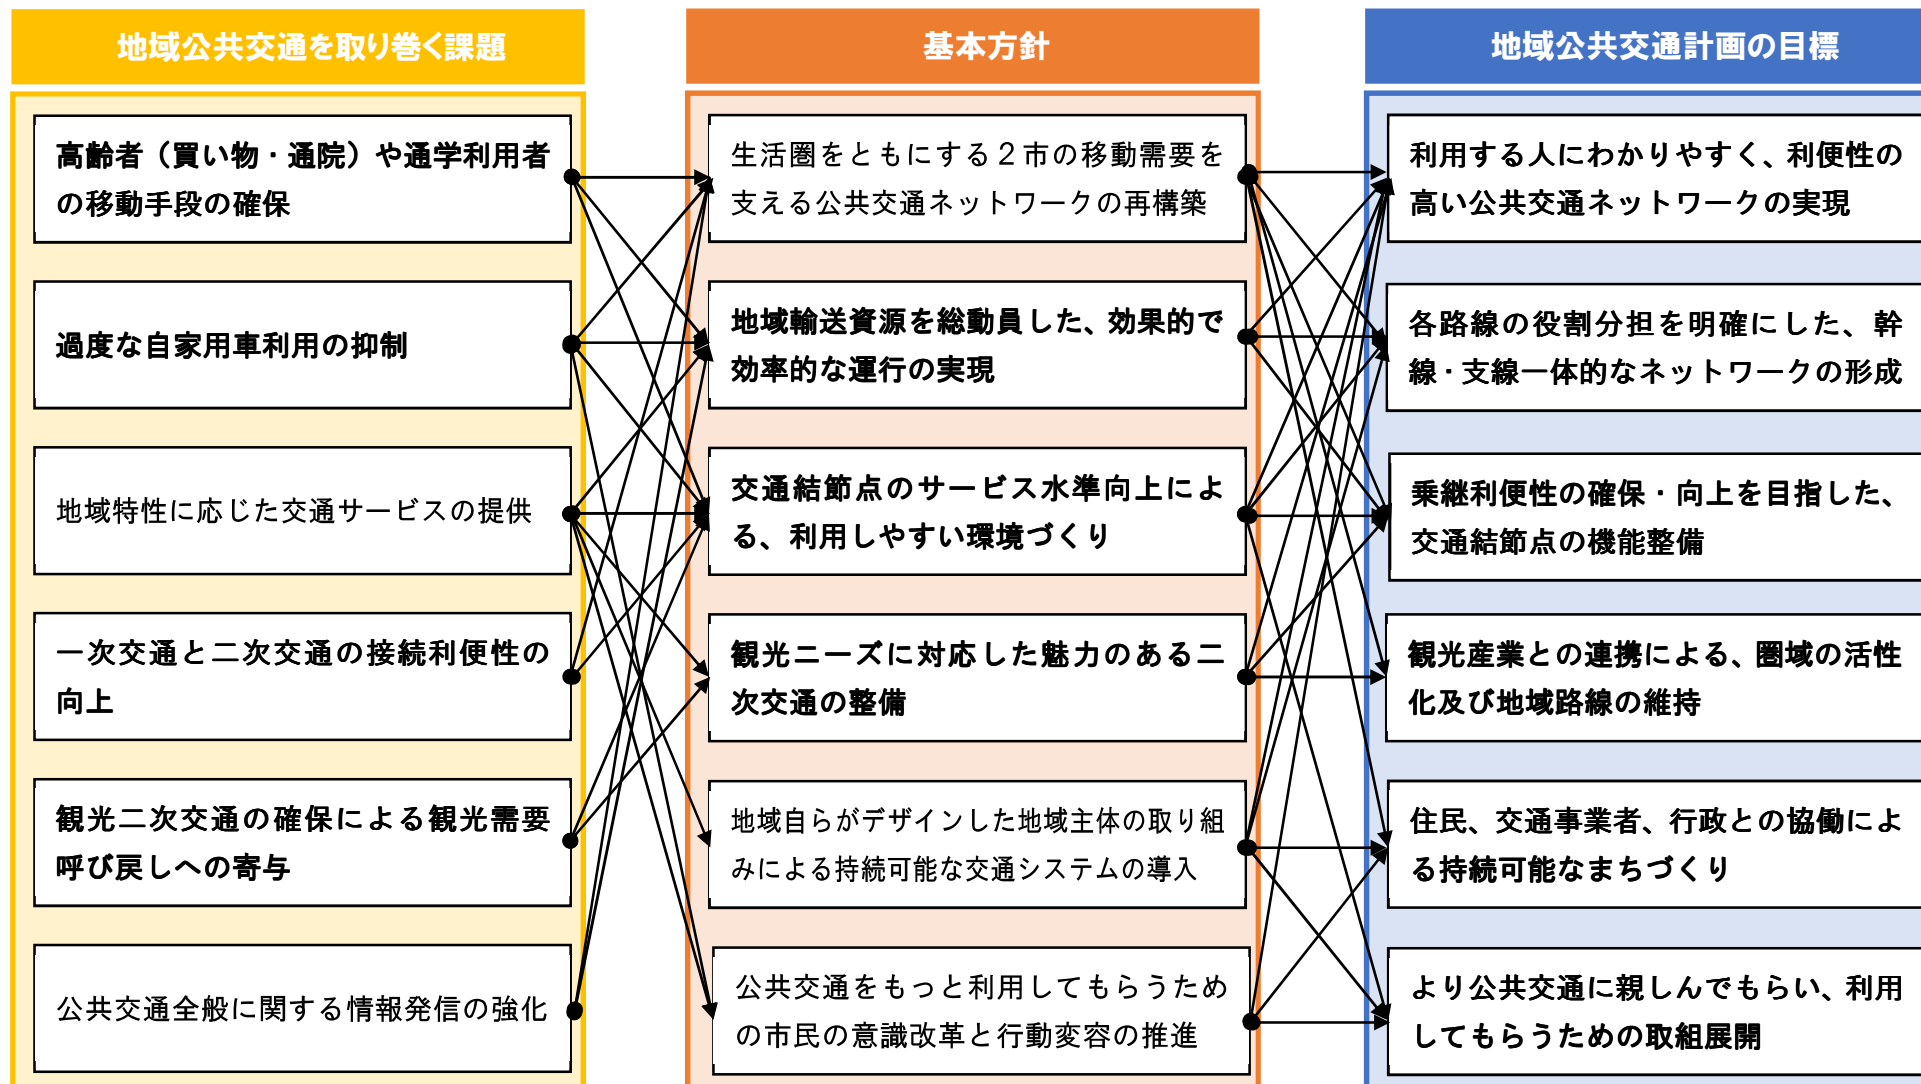 地域公共交通を取り巻く課題
高齢者（買い物・通院）や通学利用者
の移動手段の確保
過度な自家用車利用の抑制
地域特性に応じた交通サービスの提供
一次交通と二次交通の接続利便性の
向上
観光二次交通の確保による観光需要
呼び戻しへの寄与
公共交通全般に関する情報発信の強化
基本方針
生活圏をともにする２市の移動需要を
支える公共交通ネットワークの再構築
地域輸送資源を総動員した、効果的で
効率的な運行の実現
交通結節点のサービス水準向上によ
る、利用しやすい環境づくり
観光ニーズに対応した魅力のある二
次交通の整備
地域自らがデザインした地域主体の取り組
みによる持続可能な交通システムの導入
公共交通をもっと利用してもらうため
の市民の意識改革と行動変容の推進
地域公共交通計画の目標
利用する人にわかりやすく、利便性の
高い公共交通ネットワークの実現
各路線の役割分担を明確にした、幹
線・支線一体的なネットワークの形成
乗継利便性の確保・向上を目指した、
交通結節点の機能整備
観光産業との連携による、圏域の活性
化及び地域路線の維持
住民、交通事業者、行政との協働によ
る持続可能なまちづくり
より公共交通に親しんでもらい、利用
してもらうための取組展開